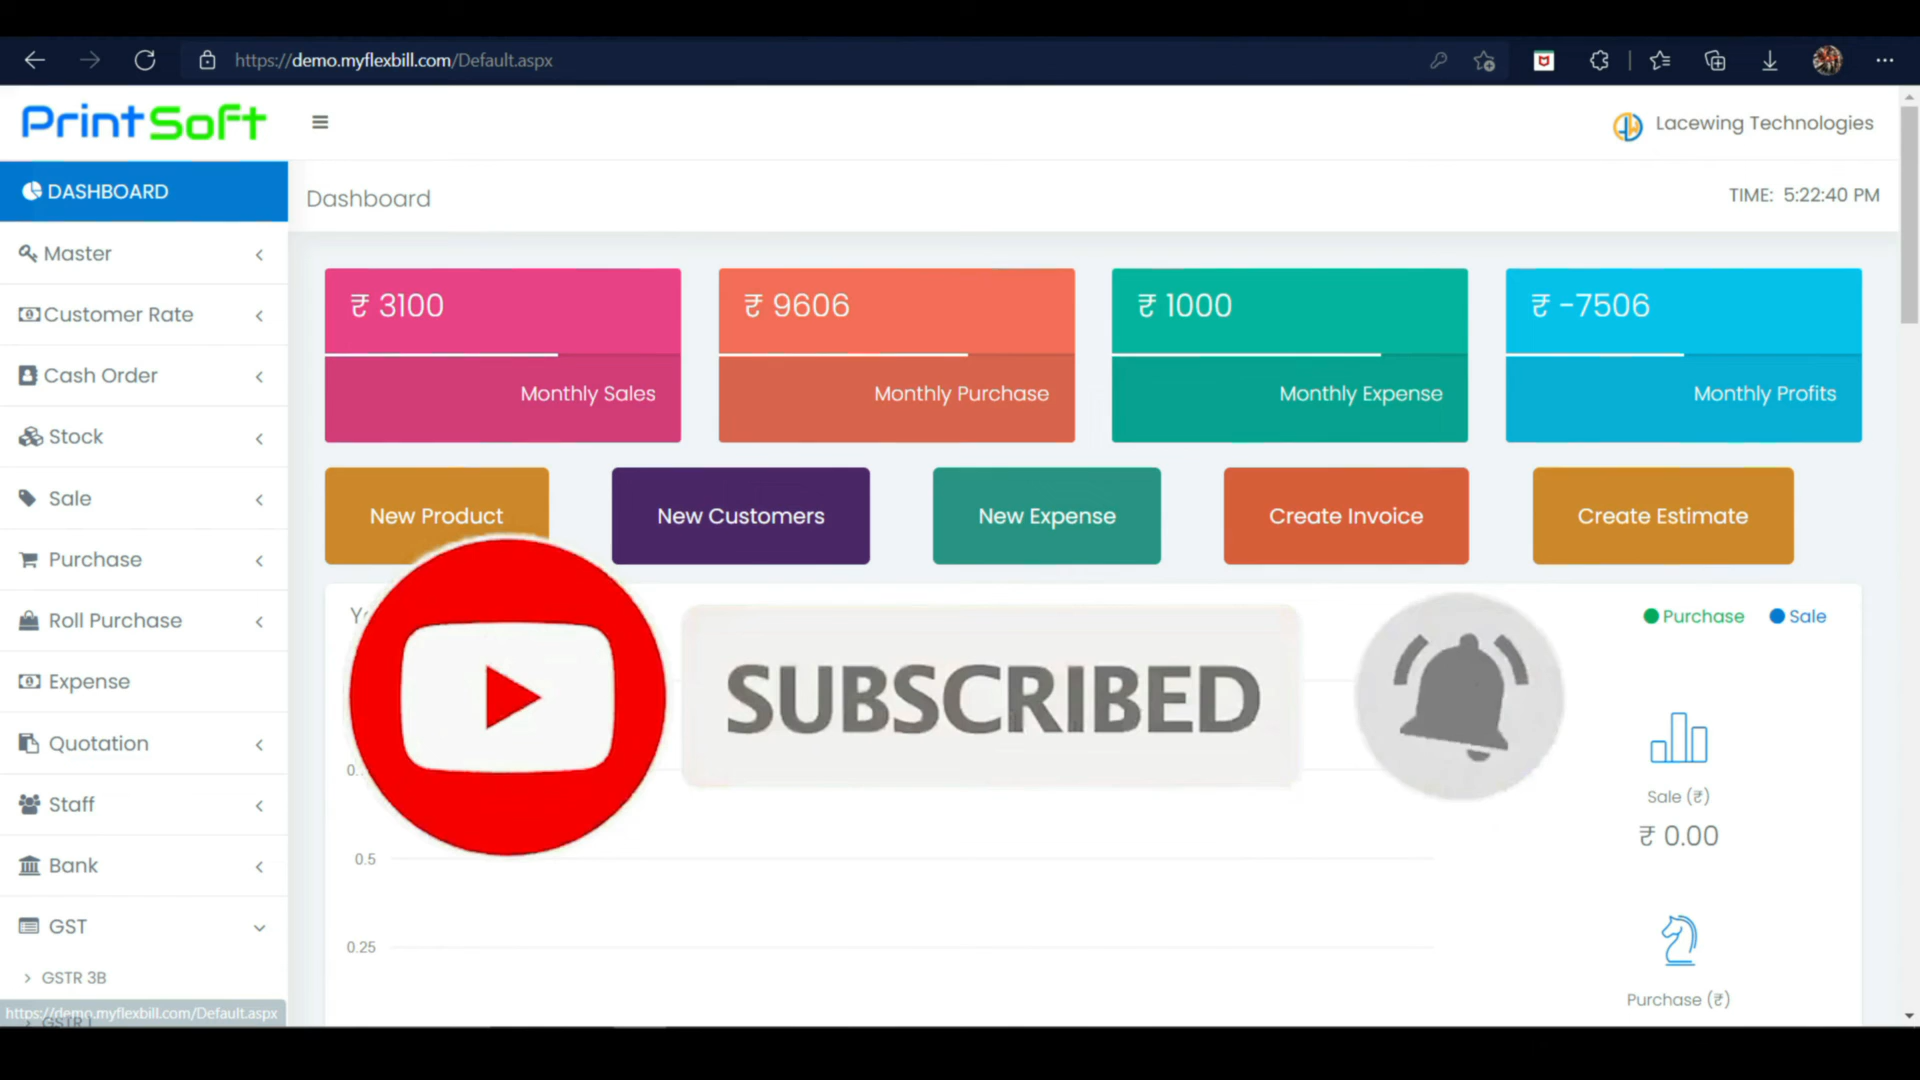 https://demo.myflexbill.com/Default.aspx
PrintSoft
Lacewing Technologies
DASHBOARD
Dashboard
TIME: 5:22:40 PM
Master
Customer Rate
Cash Order
Stock
Sale
Purchase
Roll Purchase
Expense
Quotation
Staff
Bank
GST
GSTR 3B
GSTR 1
https://demo.myflexbill.com/Default.aspx
₹ 3100
Monthly Sales
₹ 9606
Monthly Purchase
₹ 1000
Monthly Expense
₹ -7506
Monthly Profits
New Product
New Customers
New Expense
Create Invoice
Create Estimate
Purchase
Sale
SUBSCRIBED
0.5
0.25
Sale (₹)
₹ 0.00
Purchase (₹)